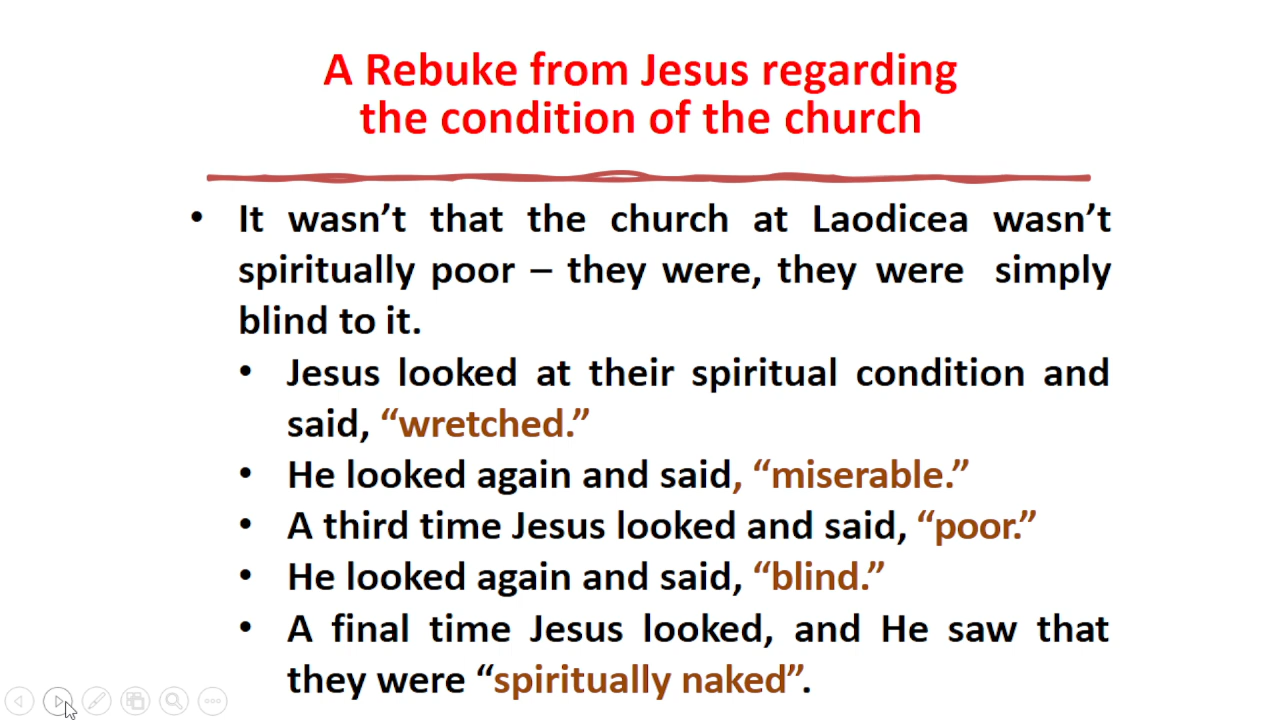 A Rebuke from Jesus regarding
the condition of the church
• It wasn’t that the church at Laodicea wasn’t
spiritually poor – they were, they were simply
blind to it.
• Jesus looked at their spiritual condition and
said, “wretched.”
• He looked again and said, “miserable.”
• A third time Jesus looked and said, “poor.”
• He looked again and said, “blind.”
• A final time Jesus looked, and He saw that
they were “spiritually naked”.